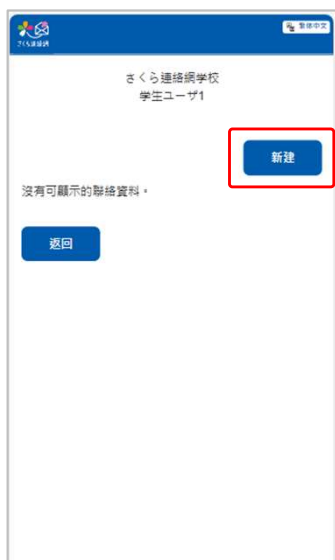 さくら連絡網
繁体中文
さくら連絡網学校
学生ユーザ1
新建
沒有可顯示的聯絡資料。
返回